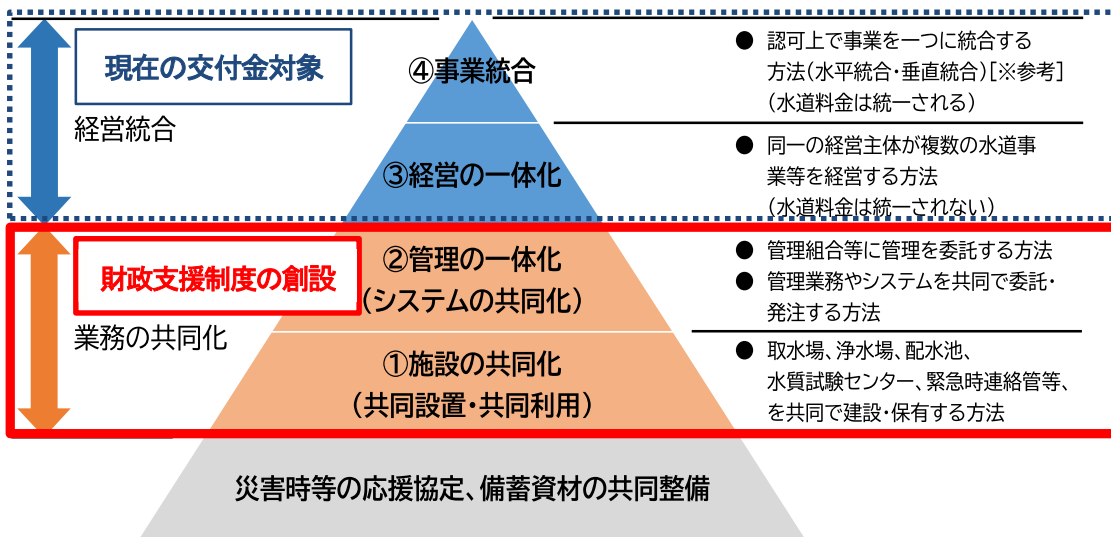 現在の交付金対象
経営統合
④事業統合
● 認可上で事業を一つに統合する
方法(水平統合・垂直統合)[※参考]
(水道料金は統一される)
③経営の一体化
● 同一の経営主体が複数の水道事
業等を経営する方法
(水道料金は統一されない)
財政支援制度の創設
業務の共同化
②管理の一体化
(システムの共同化)
● 管理組合等に管理を委託する方法
● 管理業務やシステムを共同で委託・
発注する方法
①施設の共同化
(共同設置・共同利用)
● 取水場、浄水場、配水池、
水質試験センター、緊急時連絡管等、
を共同で建設・保有する方法
災害時等の応援協定、備蓄資材の共同整備